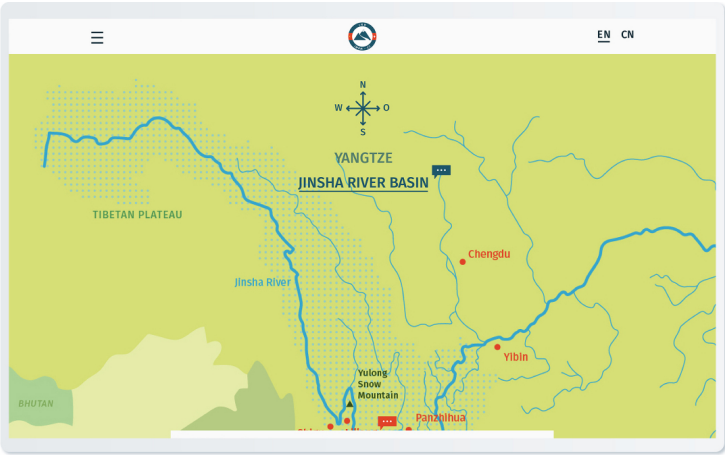 EN CN
N
W O
S
YANGTZE
JINSHA RIVER BASIN
TIBETAN PLATEAU
Chengdu
Jinsha River
Yibin
Yulong
Snow
Mountain
BHUTAN
Panzhihua